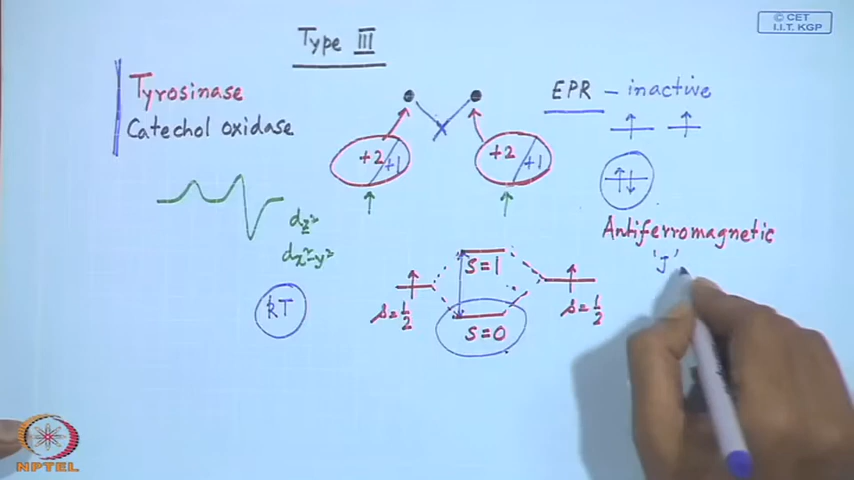 © CET
I.I.T. KGP
Type III
Tyrosinase
Catechol oxidase
+2 +1
+2 +1
EPR - inactive
Antiferromagnetic
'J'
dz²
dx²-y²
RT
S=1
S=0
s=1/2
s=1/2
NPTEL